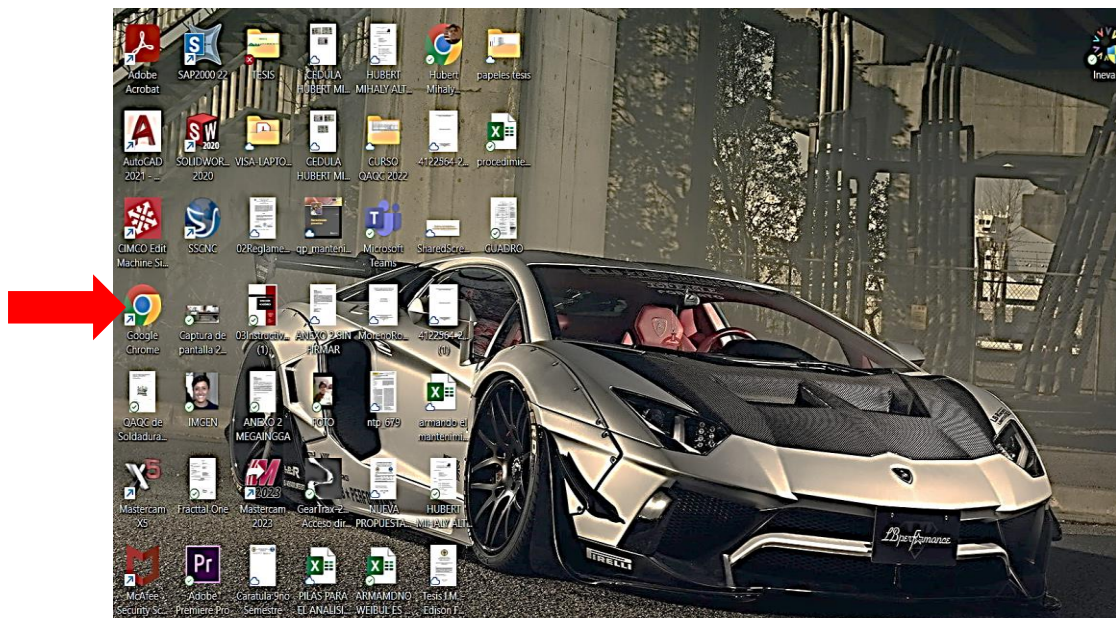 Adobe
Acrobat
SAP2000 22
TESIS
CEDULA
HUBERT MI...
HUBERT
MIHALY ALT...
Hubert
Mihaly...
papeles tesis
Ineva
AutoCAD
2021 - ...
SOLIDWOR...
2020
VISA-LAPTO...
CEDULA
HUBERT MI...
CURSO
QAQC 2022
4122564-2...
procedimie...
CIMCO Edit
Machine Si...
SSCNC
02Reglame...
qp_manteni...
Microsoft
Teams
SharedScre...
CUADRO
Google
Chrome
Captura de
pantalla 2...
03Instructiv...
(1)
ANEXO 2 SIN
FIRMAR
MorenoRo...
4122564-2...
(1)
QAQC de
Soldadura...
IMGEN
ANEXO 2
MEGAINGGA
FOTO
ntp_679
armando el
mantenimi...
Mastercam
X5
Fracttal One
Mastercam
2023
GearTrax-2...
Acceso dir...
NUEVA
PROPUESTA...
HUBERT
MIHALY ALT...
McAfee
Security Sc...
Adobe
Premiere Pro
Caratula 9no
Semestre
PILAS PARA
EL ANALISI...
ARMAMDNO
WEIBUL ES...
Tesis I.M. -
Edison F...
LBperformance
PIRELLI